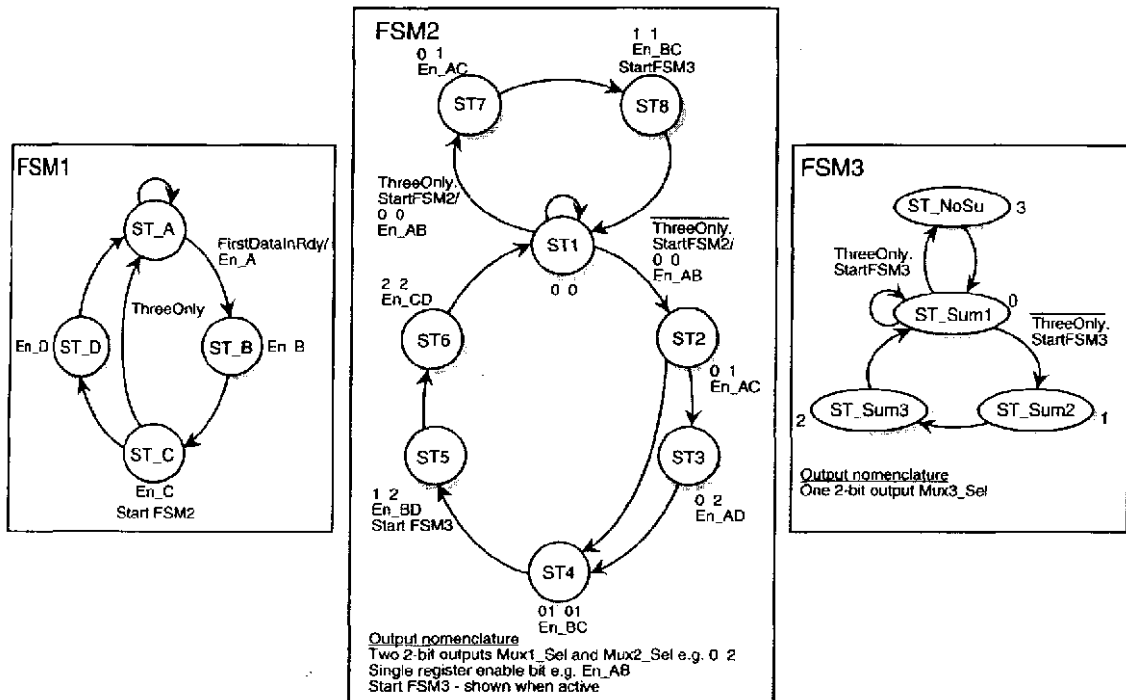 FSM1
ST_A
FirstDataInRdy/
En_A
ThreeOnly
En_D
ST_D
ST_B
En_B
ST_C
En_C
Start FSM2
FSM2
0 1
En_AC
ST7
1 1
En_BC
StartFSM3
ST8
ThreeOnly.
StartFSM2/
0 0
En_AB
ST1
0 0
ThreeOnly.
StartFSM2/
0 0
En_AB
2 2
En_CD
ST6
ST2
0 1
En_AC
ST5
1 2
En_BD
Start FSM3
ST3
0 2
En_AD
ST4
01 01
En_BC
Output nomenclature
Two 2-bit outputs Mux1_Sel and Mux2_Sel e.g. 0 2
Single register enable bit e.g. En_AB
Start FSM3 - shown when active
FSM3
ST_NoSu
3
ThreeOnly.
StartFSM3
ST_Sum1
0
ThreeOnly.
StartFSM3
2
ST_Sum3
ST_Sum2
1
Output nomenclature
One 2-bit output Mux3_Sel